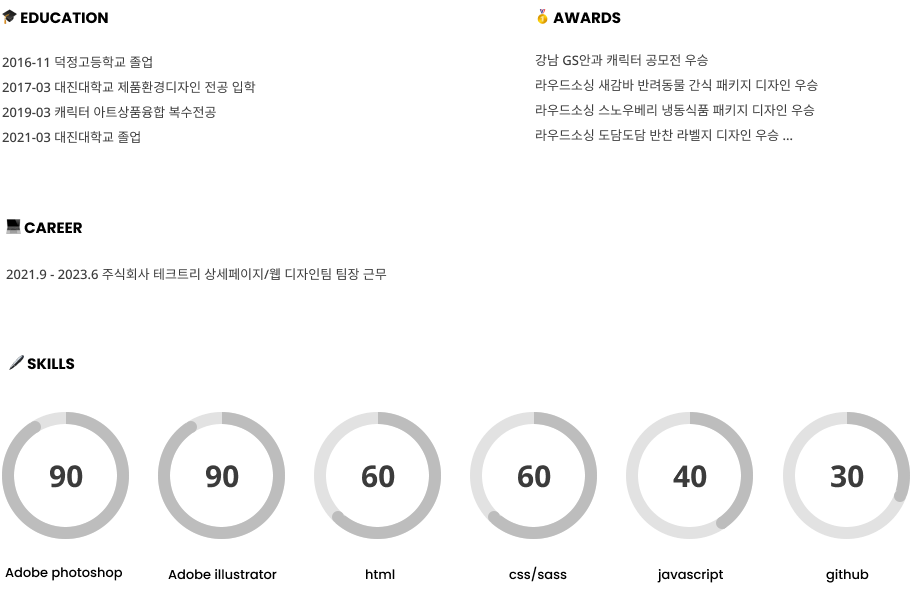 EDUCATION
2016-11 덕정고등학교 졸업
2017-03 대진대학교 제품환경디자인 전공 입학
2019-03 캐릭터 아트상품융합 복수전공
2021-03 대진대학교 졸업
AWARDS
강남 GS안과 캐릭터 공모전 우승
라우드소싱 새감바 반려동물 간식 패키지 디자인 우승
라우드소싱 스노우베리 냉동식품 패키지 디자인 우승
라우드소싱 도담도담 반찬 라벨지 디자인 우승 ...
CAREER
2021.9 - 2023.6 주식회사 테크트리 상세페이지/웹 디자인팀 팀장 근무
SKILLS
90
90
60
60
40
30
Adobe photoshop
Adobe illustrator
html
css/sass
javascript
github